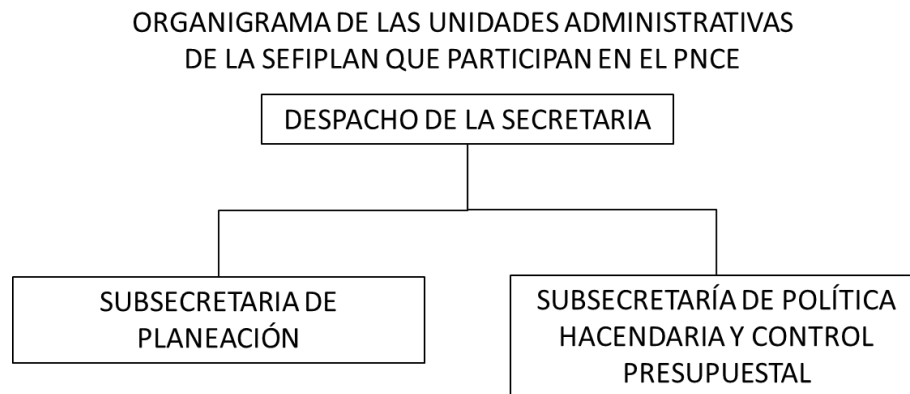 ORGANIGRAMA DE LAS UNIDADES ADMINISTRATIVAS
DE LA SEFIPLAN QUE PARTICIPAN EN EL PNCE
DESPACHO DE LA SECRETARIA
SUBSECRETARIA DE
PLANEACIÓN
SUBSECRETARÍA DE POLÍTICA
HACENDARIA Y CONTROL
PRESUPUESTAL